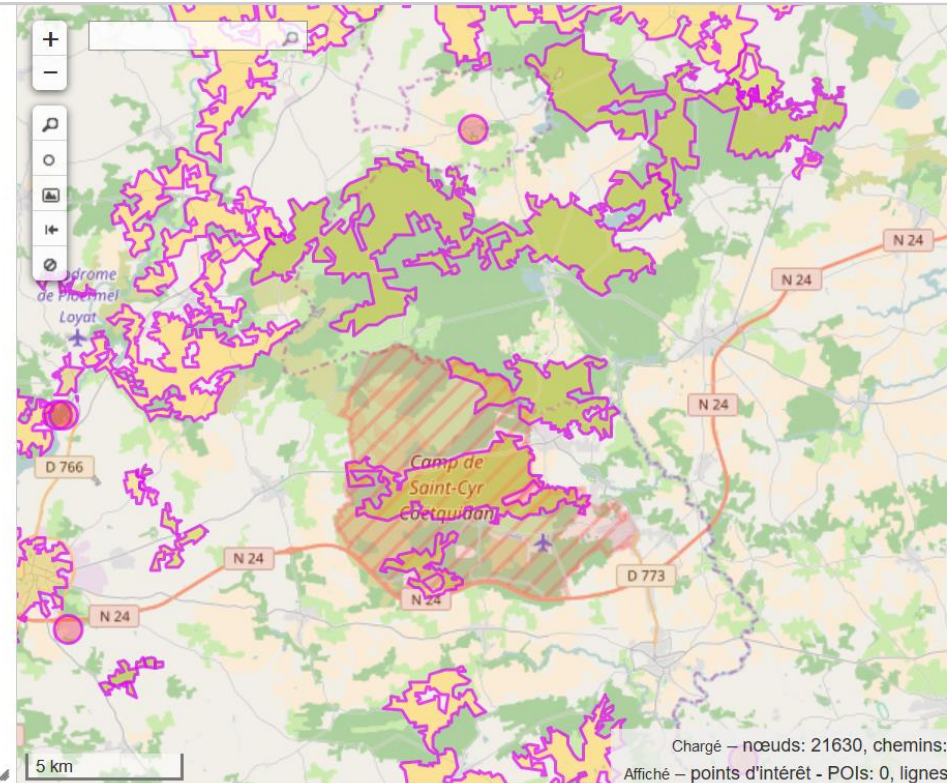 +
−
drome
de Ploërmel
Loyat
N 24
N 24
N 24
D 766
Camp de
Saint-Cyr
Coëtquidan
N 24
N 24
D 773
N 24
5 km
Chargé – nœuds: 21630, chemins:
Affiché – points d'intérêt - POIs: 0, lignes